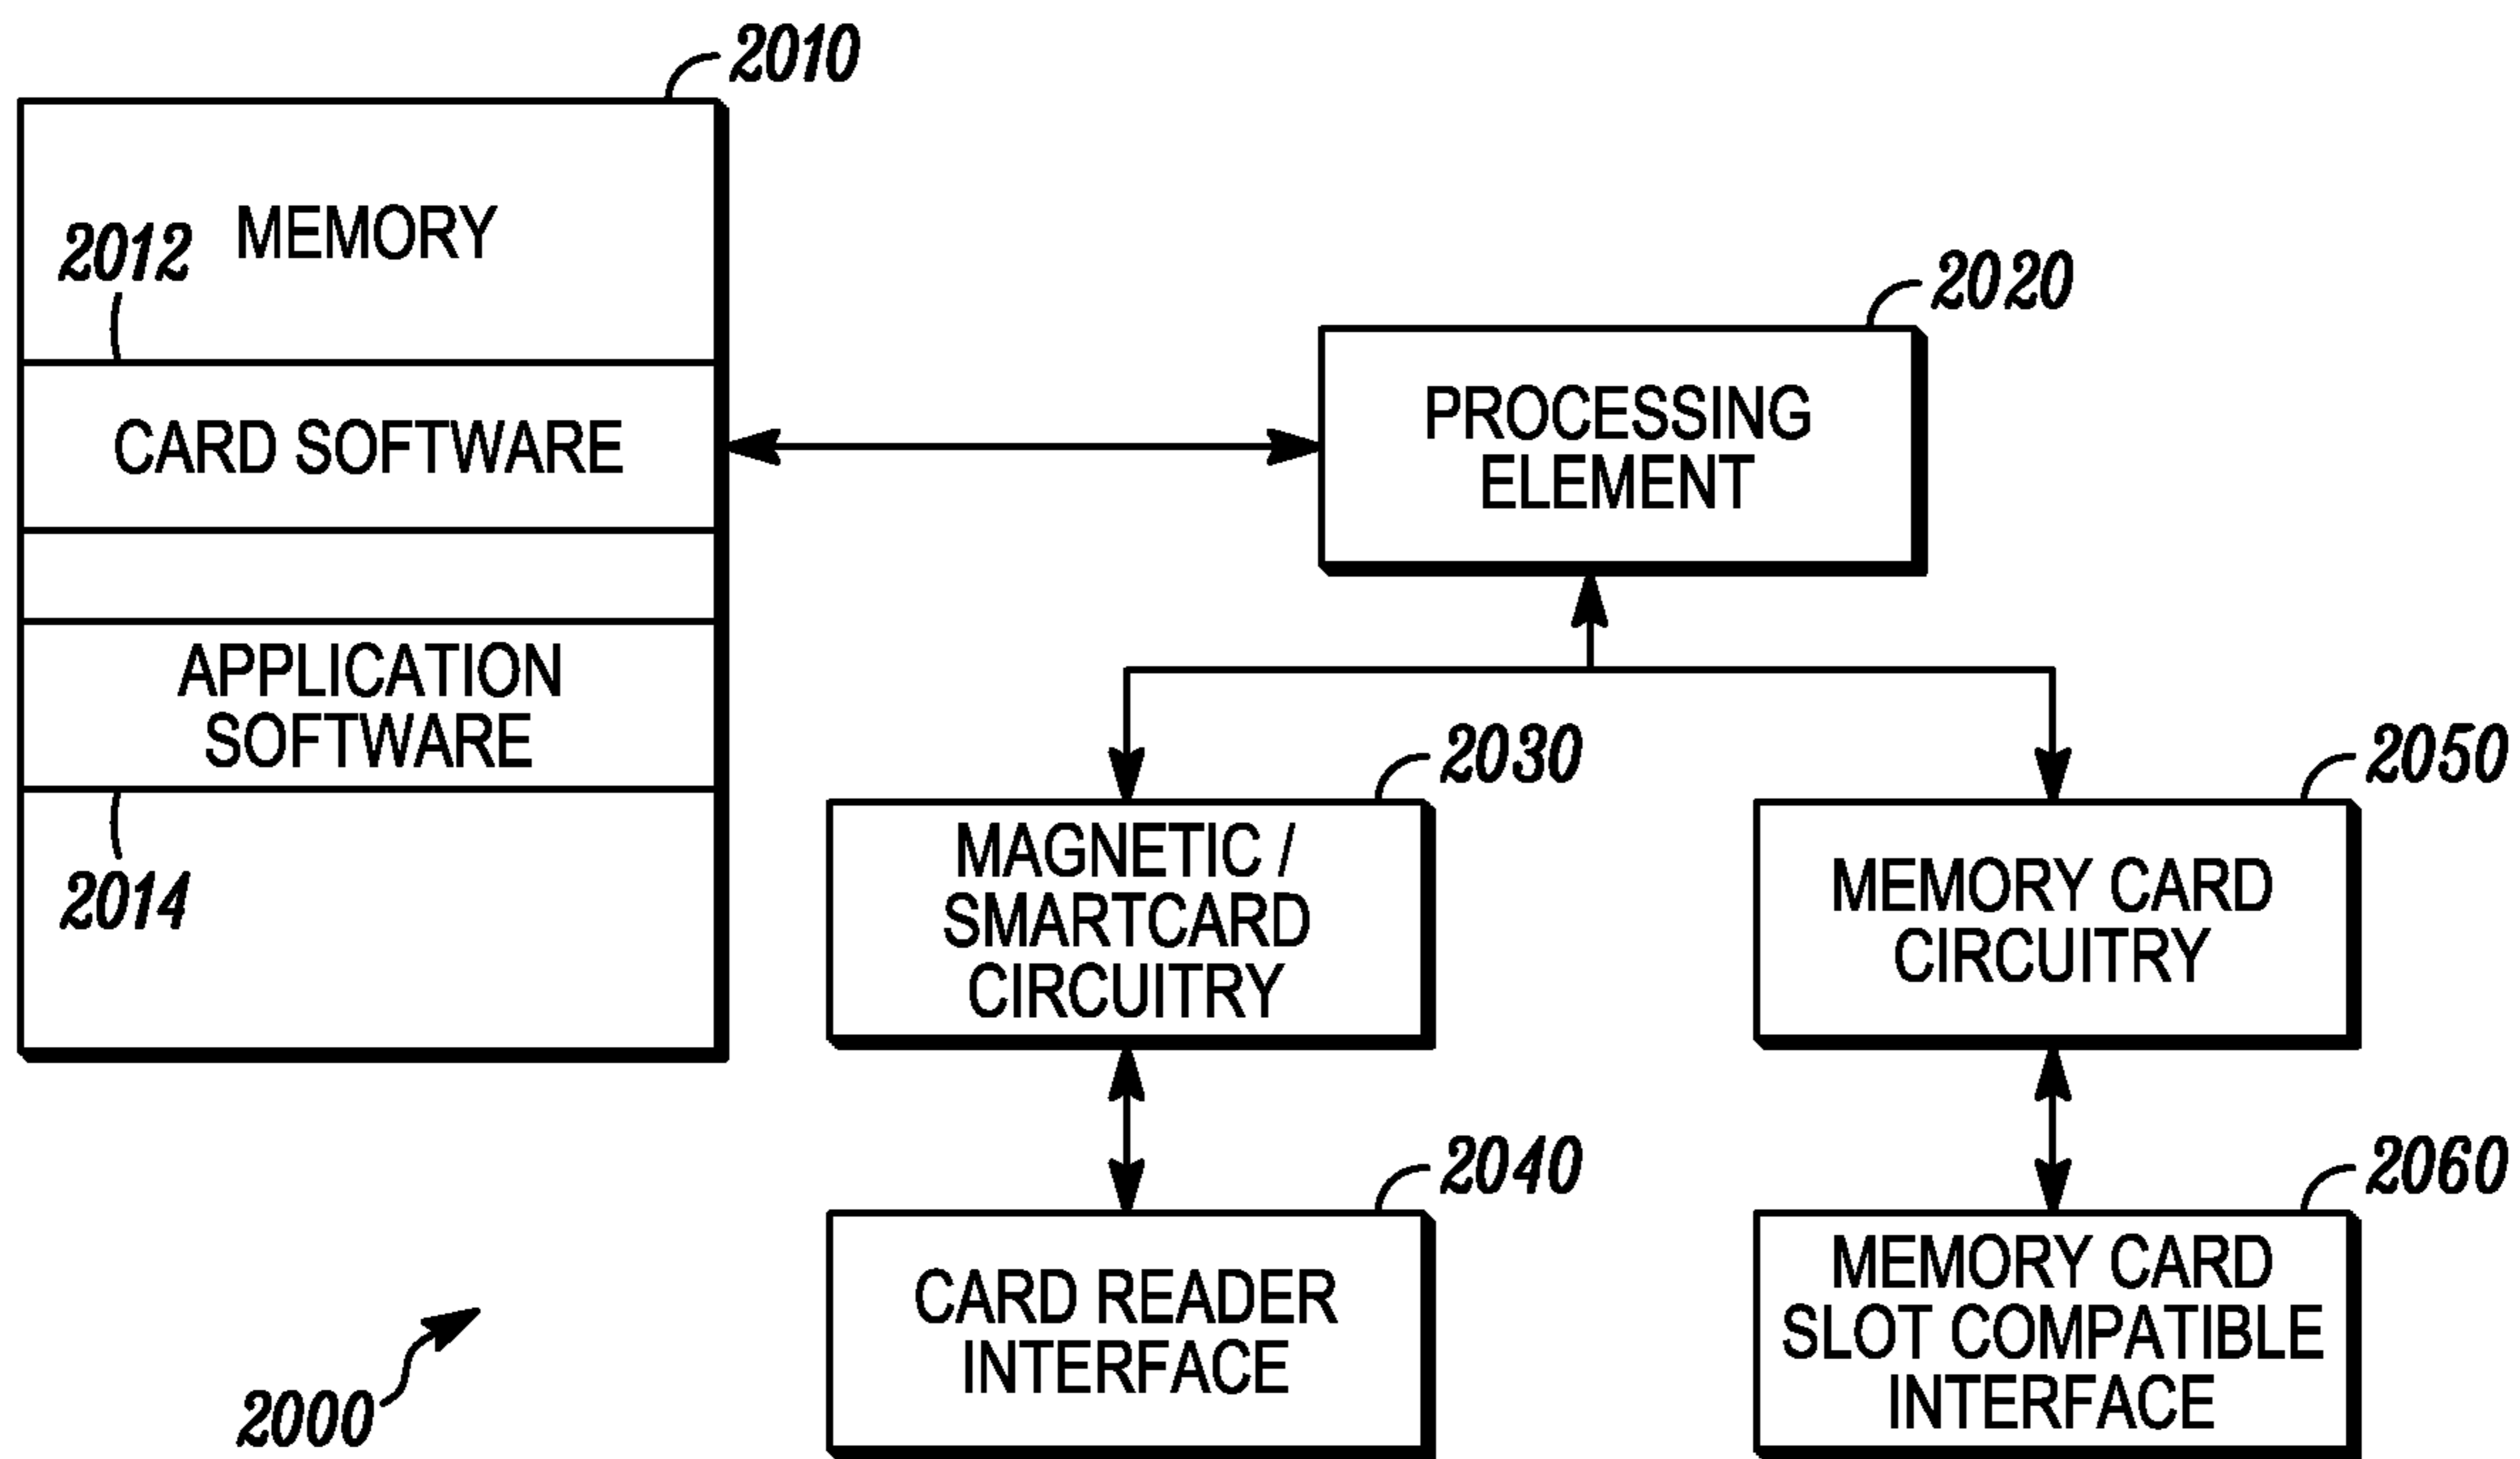 2010
MEMORY
2012
CARD SOFTWARE
APPLICATION
SOFTWARE
2014
2020
PROCESSING
ELEMENT
2030
MAGNETIC /
SMARTCARD
CIRCUITRY
2050
MEMORY CARD
CIRCUITRY
2040
CARD READER
INTERFACE
2060
MEMORY CARD
SLOT COMPATIBLE
INTERFACE
2000